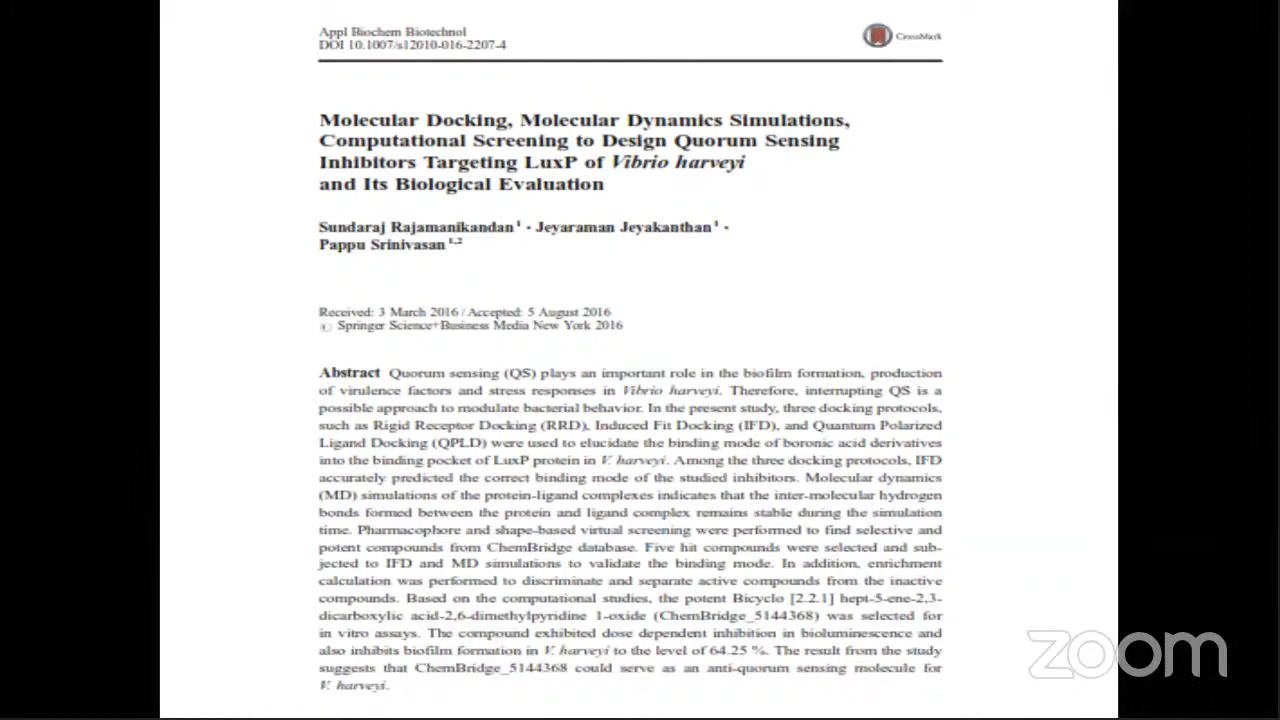 Appl Biochem Biotechnol
DOI 10.1007/s12010-016-2207-4
CrossMark
Molecular Docking, Molecular Dynamics Simulations,
Computational Screening to Design Quorum Sensing
Inhibitors Targeting LuxP of Vibrio harveyi
and Its Biological Evaluation
Sundaraj Rajamanikandan1 · Jeyaraman Jeyakanthan1 ·
Pappu Srinivasan1,2
Received: 3 March 2016 / Accepted: 5 August 2016
© Springer Science+Business Media New York 2016
Abstract Quorum sensing (QS) plays an important role in the biofilm formation, production
of virulence factors and stress responses in Vibrio harveyi. Therefore, interrupting QS is a
possible approach to modulate bacterial behavior. In the present study, three docking protocols,
such as Rigid Receptor Docking (RRD), Induced Fit Docking (IFD), and Quantum Polarized
Ligand Docking (QPLD) were used to elucidate the binding mode of boronic acid derivatives
into the binding pocket of LuxP protein in V. harveyi. Among the three docking protocols, IFD
accurately predicted the correct binding mode of the studied inhibitors. Molecular dynamics
(MD) simulations of the protein-ligand complexes indicates that the inter-molecular hydrogen
bonds formed between the protein and ligand complex remains stable during the simulation
time. Pharmacophore and shape-based virtual screening were performed to find selective and
potent compounds from ChemBridge database. Five hit compounds were selected and sub-
jected to IFD and MD simulations to validate the binding mode. In addition, enrichment
calculation was performed to discriminate and separate active compounds from the inactive
compounds. Based on the computational studies, the potent Bicyclo [2.2.1] hept-5-ene-2,3-
dicarboxylic acid-2,6-dimethylpyridine 1-oxide (ChemBridge_5144368) was selected for
in vitro assays. The compound exhibited dose dependent inhibition in bioluminescence and
also inhibits biofilm formation in V. harveyi to the level of 64.25 %. The result from the study
suggests that ChemBridge_5144368 could serve as an anti-quorum sensing molecule for
V. harveyi.
zoom